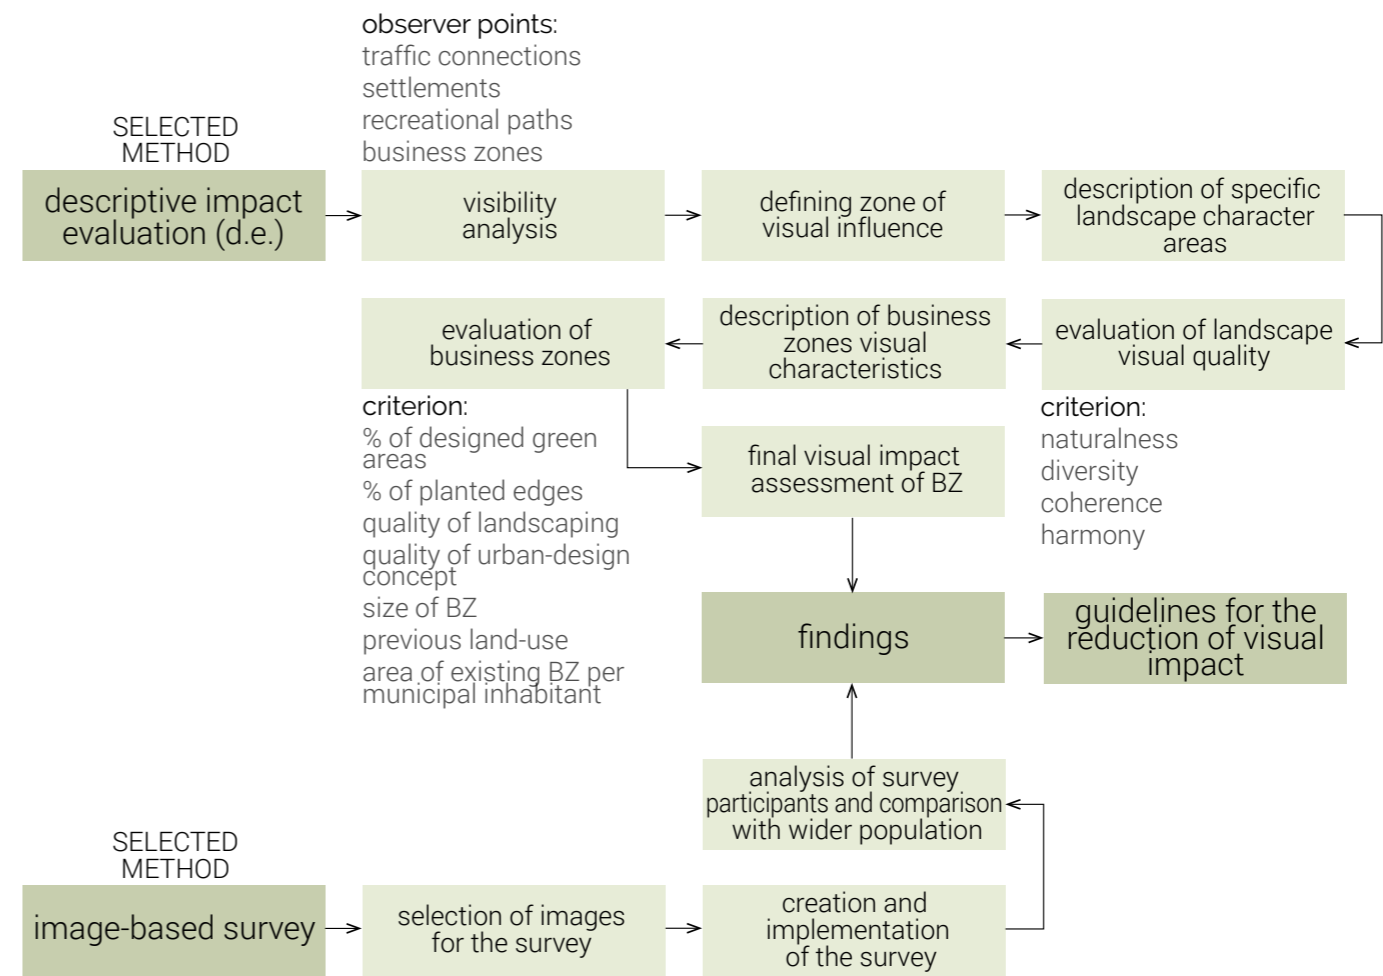 observer points:
traffic connections
settlements
recreational paths
business zones
SELECTED
METHOD
descriptive impact
evaluation (d.e.)
visibility
analysis
defining zone of
visual influence
description of specific
landscape character
areas
evaluation of landscape
visual quality
criterion:
naturalness
diversity
coherence
harmony
description of business
zones visual
characteristics
evaluation of
business zones
criterion:
% of designed green
areas
% of planted edges
quality of landscaping
quality of urban-design
concept
size of BZ
previous land-use
area of existing BZ per
municipal inhabitant
final visual impact
assessment of BZ
findings
guidelines for the
reduction of visual
impact
SELECTED
METHOD
image-based survey
selection of images
for the survey
creation and
implementation
of the survey
analysis of survey
participants and comparison
with wider population